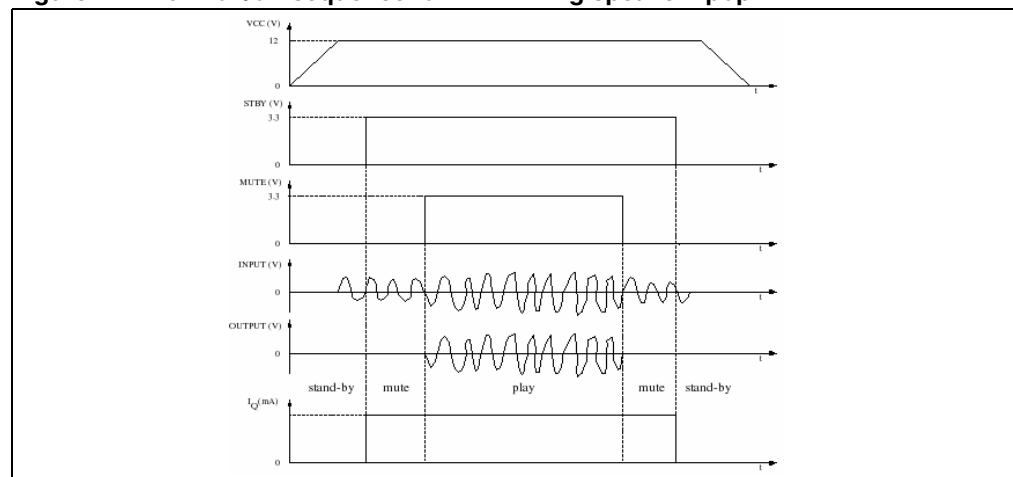 VCC (V)
12
0
t
STBY (V)
3.3
0
t
MUTE (V)
3.3
0
t
INPUT (V)
0
t
OUTPUT (V)
0
t
stand-by mute play mute stand-by
IQ(mA)
0
t